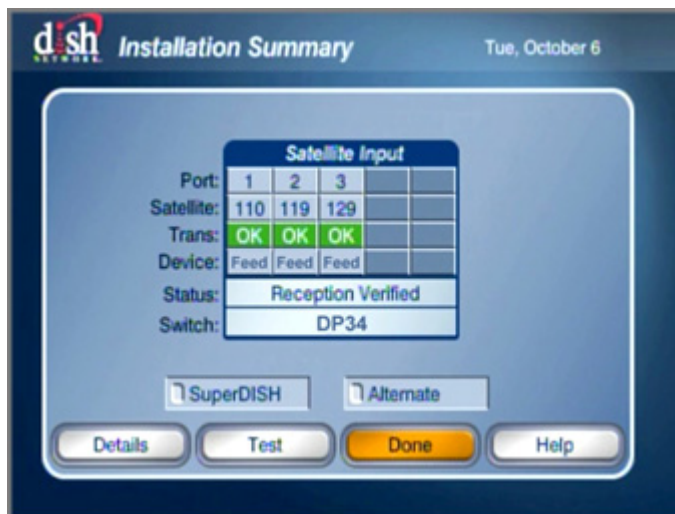 dish
NETWORK
Installation Summary
Tue, October 6
Satellite Input
Port: 1 2 3
Satellite: 110 119 129
Trans: OK OK OK
Device: Feed Feed Feed
Status: Reception Verified
Switch: DP34
SuperDISH Alternate
Details Test Done Help